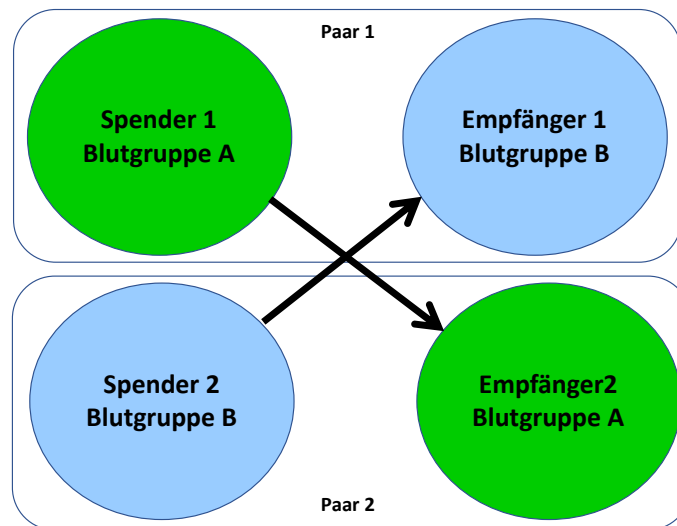 Paar 1
Spender 1
Blutgruppe A
Empfänger 1
Blutgruppe B
Spender 2
Blutgruppe B
Empfänger2
Blutgruppe A
Paar 2